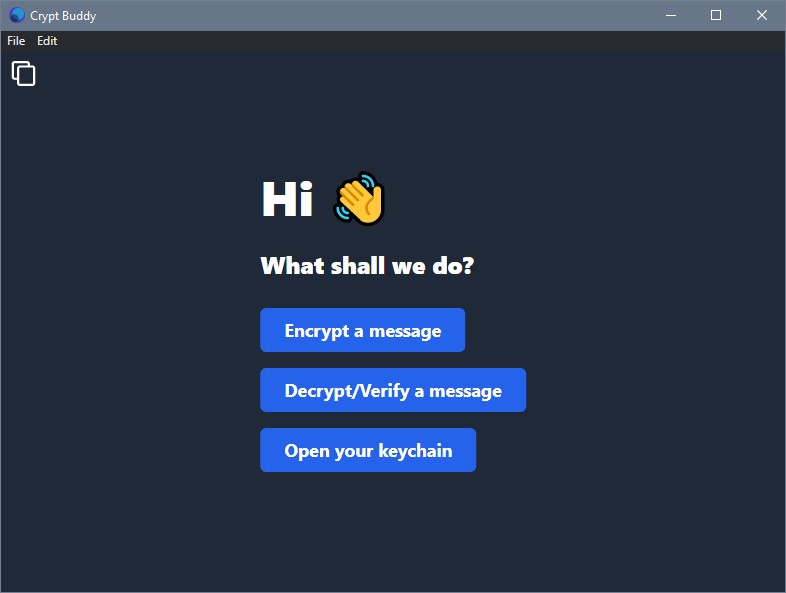 Crypt Buddy
File Edit
Hi 👋
What shall we do?
Encrypt a message
Decrypt/Verify a message
Open your keychain